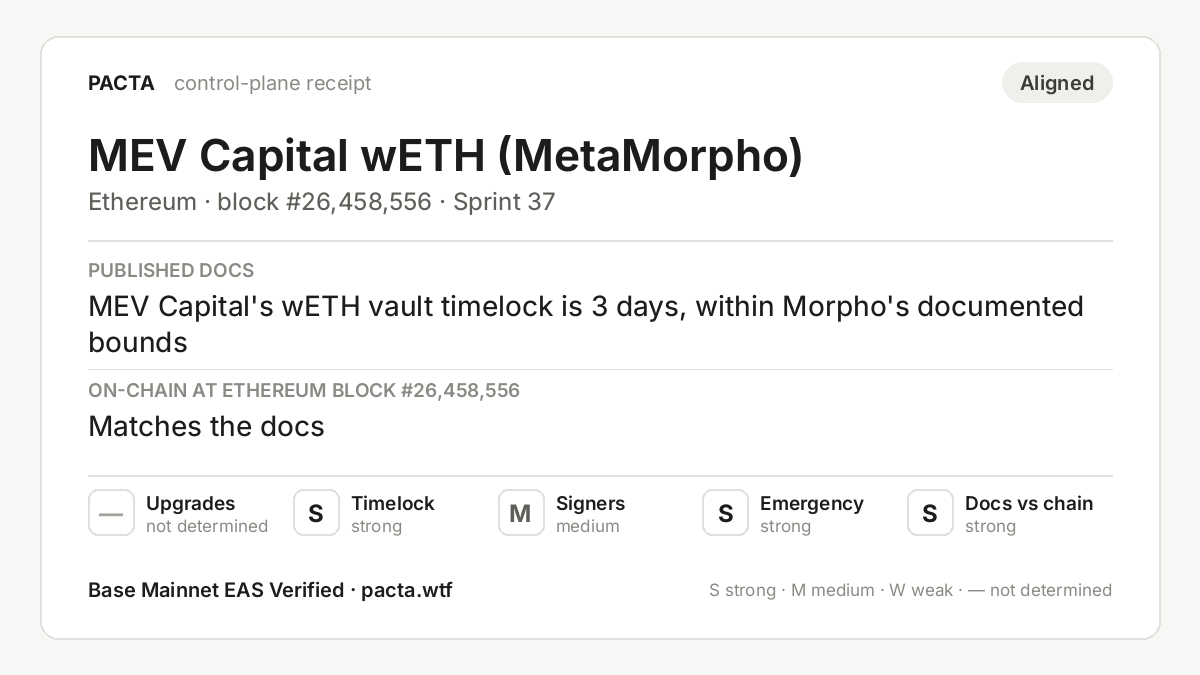 PACTA control-plane receipt Aligned
MEV Capital wETH (MetaMorpho)
Ethereum · block #26,458,556 · Sprint 37
PUBLISHED DOCS
MEV Capital's wETH vault timelock is 3 days, within Morpho's documented
bounds
ON-CHAIN AT ETHEREUM BLOCK #26,458,556
Matches the docs
— Upgrades
not determined
S Timelock
strong
M Signers
medium
S Emergency
strong
S Docs vs chain
strong
Base Mainnet EAS Verified · pacta.wtf
S strong · M medium · W weak · — not determined